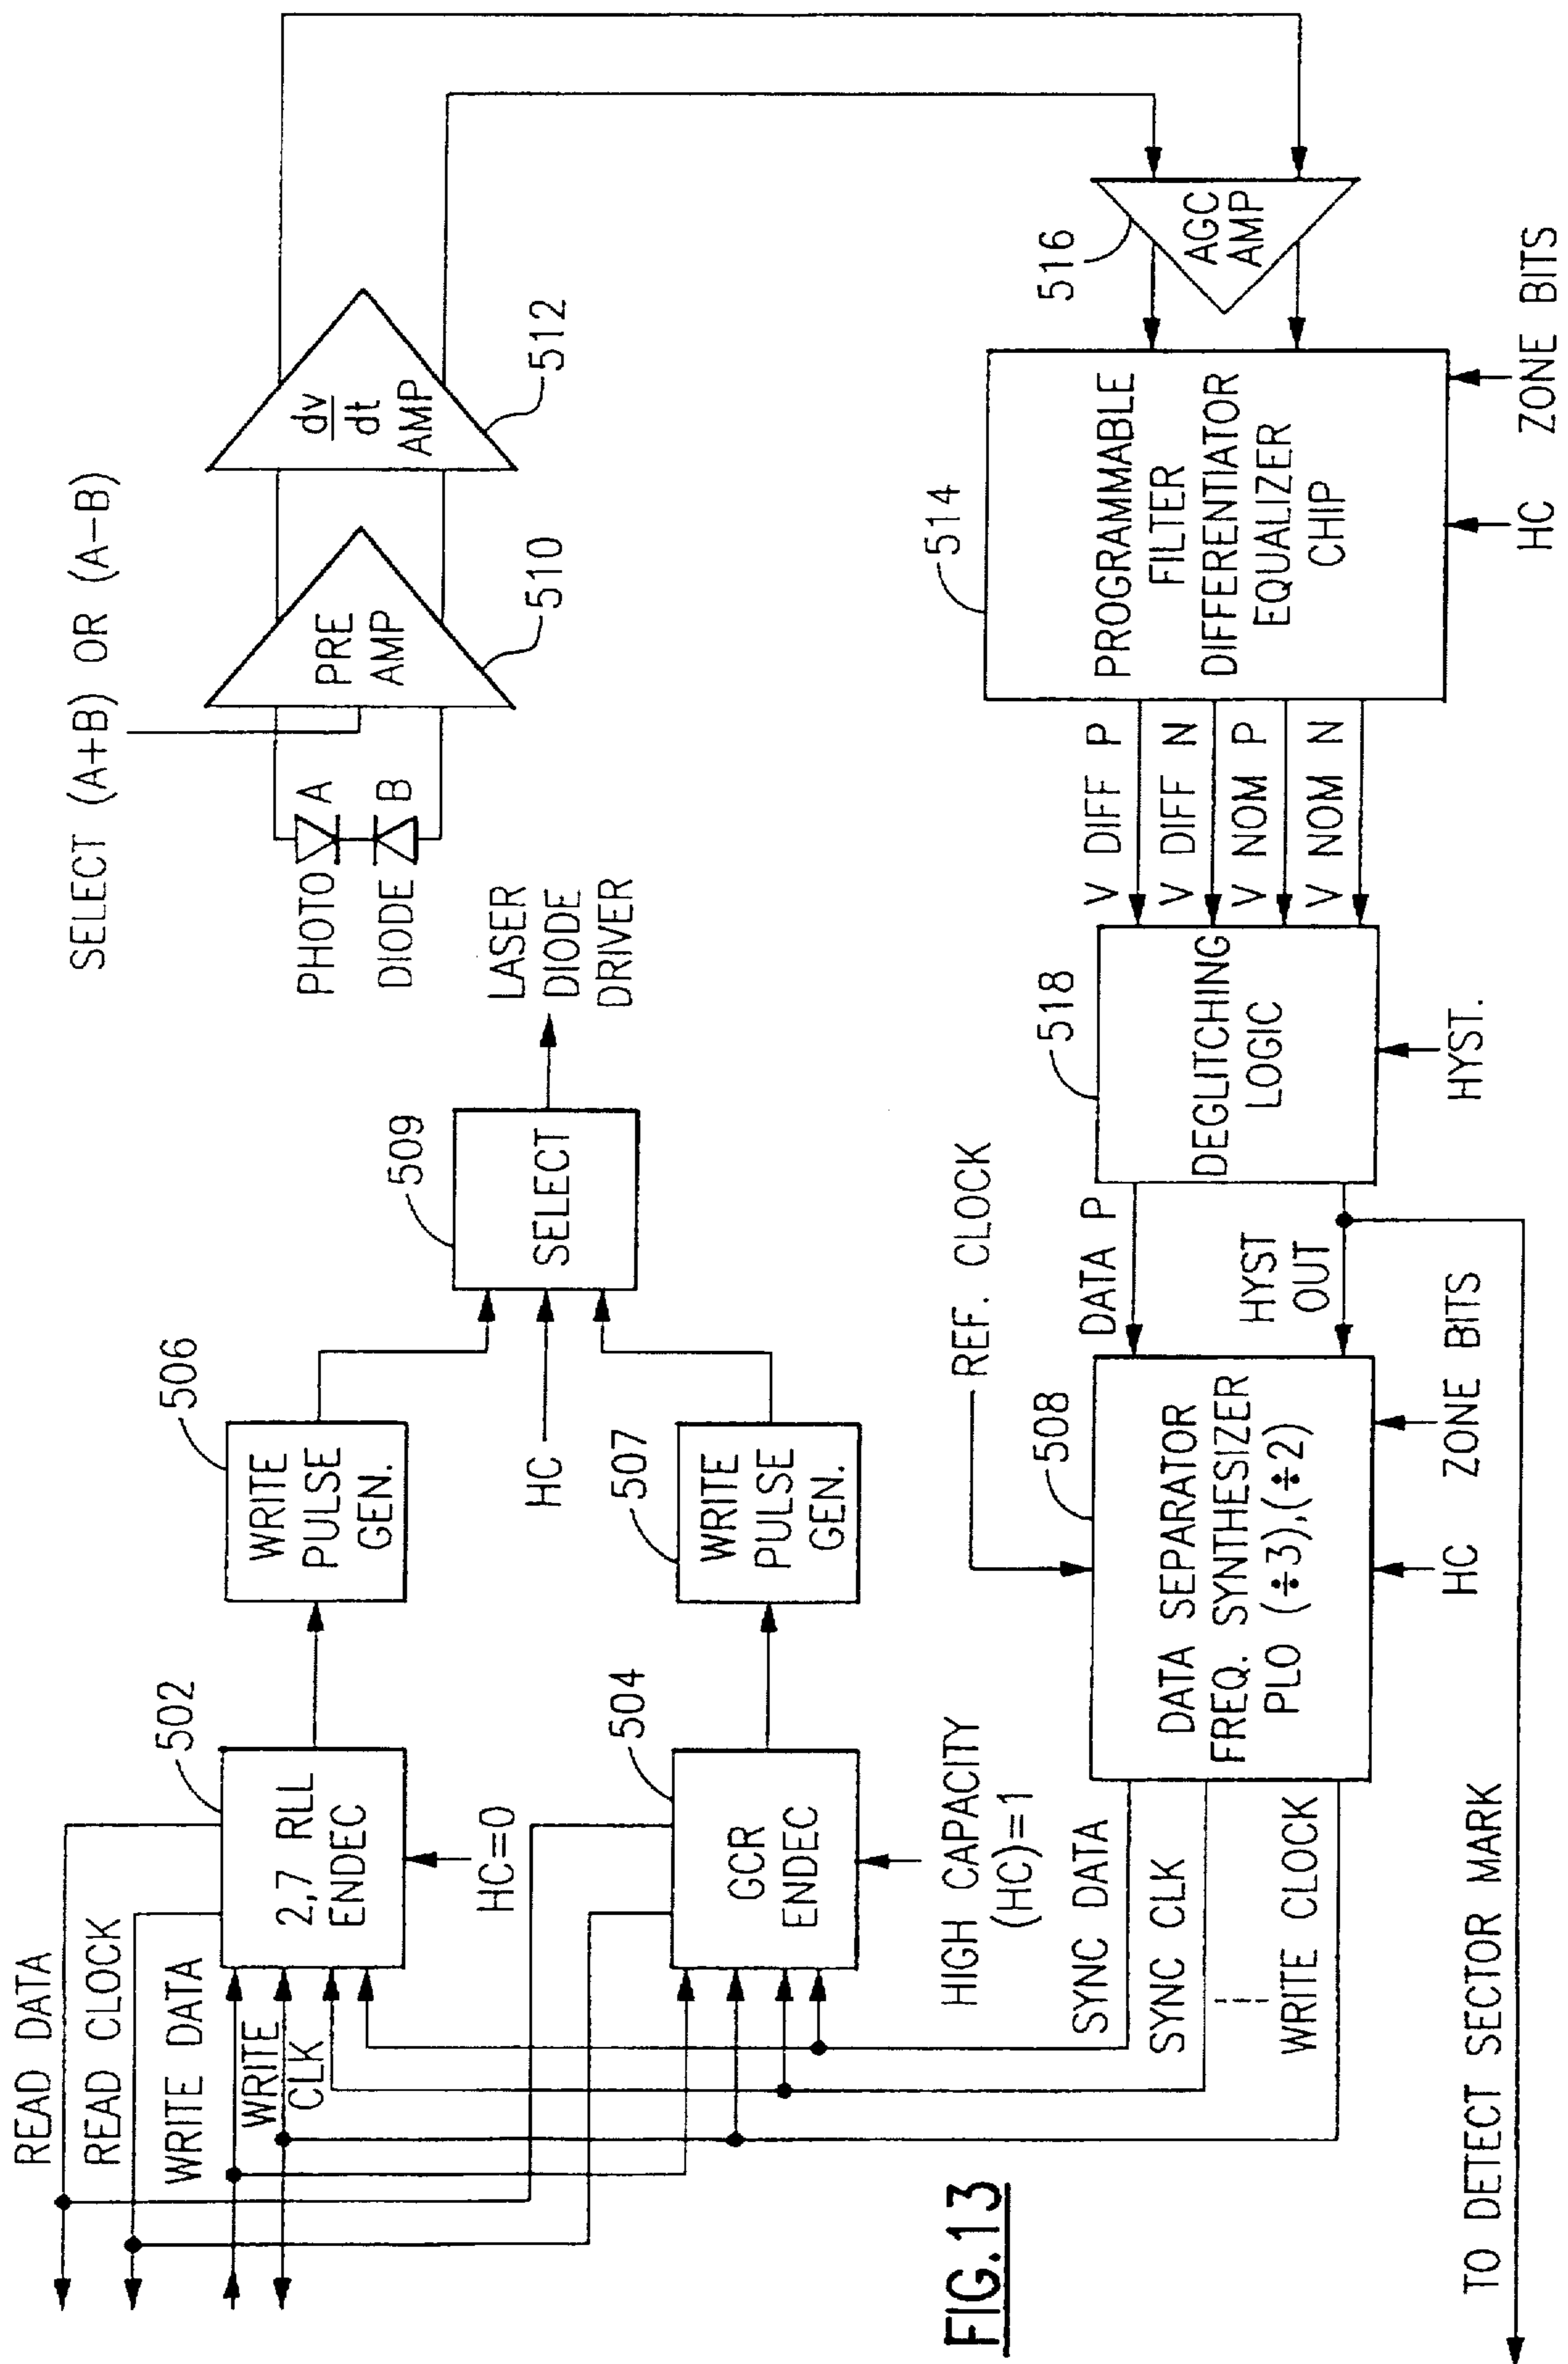 READ DATA
READ CLOCK
WRITE DATA
WRITE
CLK
502
2,7 RLL
ENDEC
HC=0
506
WRITE
PULSE
GEN.
504
GCR
ENDEC
HIGH CAPACITY
(HC)=1
507
WRITE
PULSE
GEN.
HC
509
SELECT
LASER
DIODE
DRIVER
SELECT (A+B) OR (A-B)
PHOTO A
DIODE B
PRE
AMP
510
dv
dt
AMP
512
SYNC DATA
SYNC CLK
WRITE CLOCK
REF. CLOCK
508
DATA SEPARATOR
FREQ. SYNTHESIZER
PLO (÷3),(÷2)
HC
ZONE BITS
DATA P
HYST
OUT
518
DEGLITCHING
LOGIC
HYST.
V DIFF P
V DIFF N
V NOM P
V NOM N
514
PROGRAMMABLE
FILTER
DIFFERENTIATOR
EQUALIZER
CHIP
HC
ZONE BITS
516
AGC
AMP
TO DETECT SECTOR MARK
FIG.13